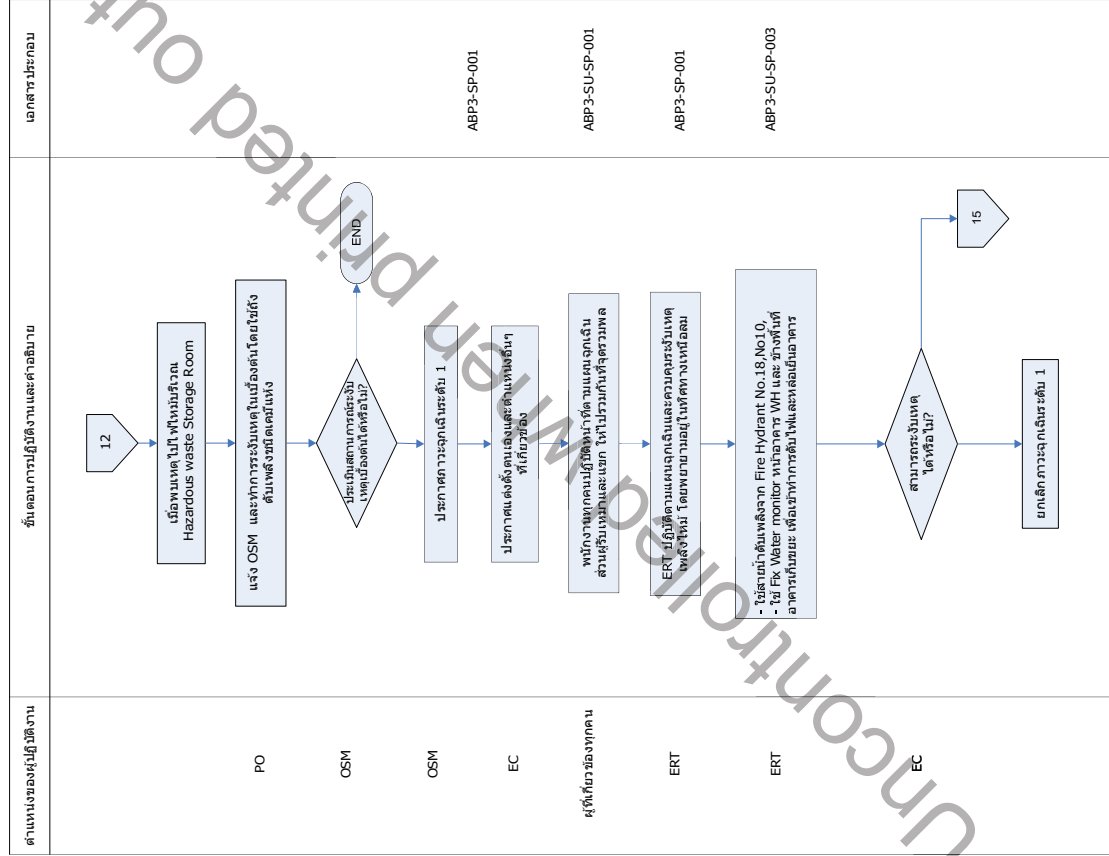 ตำแหน่งของผู้ปฏิบัติงาน
ขั้นตอนการปฏิบัติงานและคำอธิบาย
เอกสารประกอบ
12
เมื่อพบเหตุไปไฟไหม้บริเวณ
Hazardous waste Storage Room
PO
แจ้ง OSM และทำการระงับเหตุในเบื้องต้นโดยใช้ถัง
ดับเพลิงชนิดเคมีแห้ง
OSM
ประเมินสถานการณ์ระงับ
เหตุเบื้องต้นได้หรือไม่?
END
OSM
ประกาศภาวะฉุกเฉินระดับ 1
ABP3-SP-001
EC
ประกาศแต่งตั้งตนเองและตำแหน่งอื่นๆ
ที่เกี่ยวข้อง
ผู้ที่เกี่ยวข้องทุกคน
พนักงานทุกคนปฏิบัติหน้าที่ตามแผนฉุกเฉิน
ส่วนผู้รับเหมาและแขก ให้ไปรวมกันที่จุดรวมพล
ABP3-SU-SP-001
ERT
ERT ปฏิบัติตามแผนฉุกเฉินและควบคุมระงับเหตุ
เพลิงไหม้ โดยพยายามอยู่ในทิศทางเหนือลม
ABP3-SP-001
ERT
- ใช้สายน้ำดับเพลิงจาก Fire Hydrant No.18,No10,
- ใช้ Fix Water monitor หน้าอาคาร WH และ ข้างพื้นที่
อาคารเก็บขยะ เพื่อเข้าทำการดับไฟและหล่อเย็นอาคาร
ABP3-SU-SP-003
EC
สามารถระงับเหตุ
ได้หรือไม่?
15
ยกเลิกภาวะฉุกเฉินระดับ 1
Uncontrolled when printed out